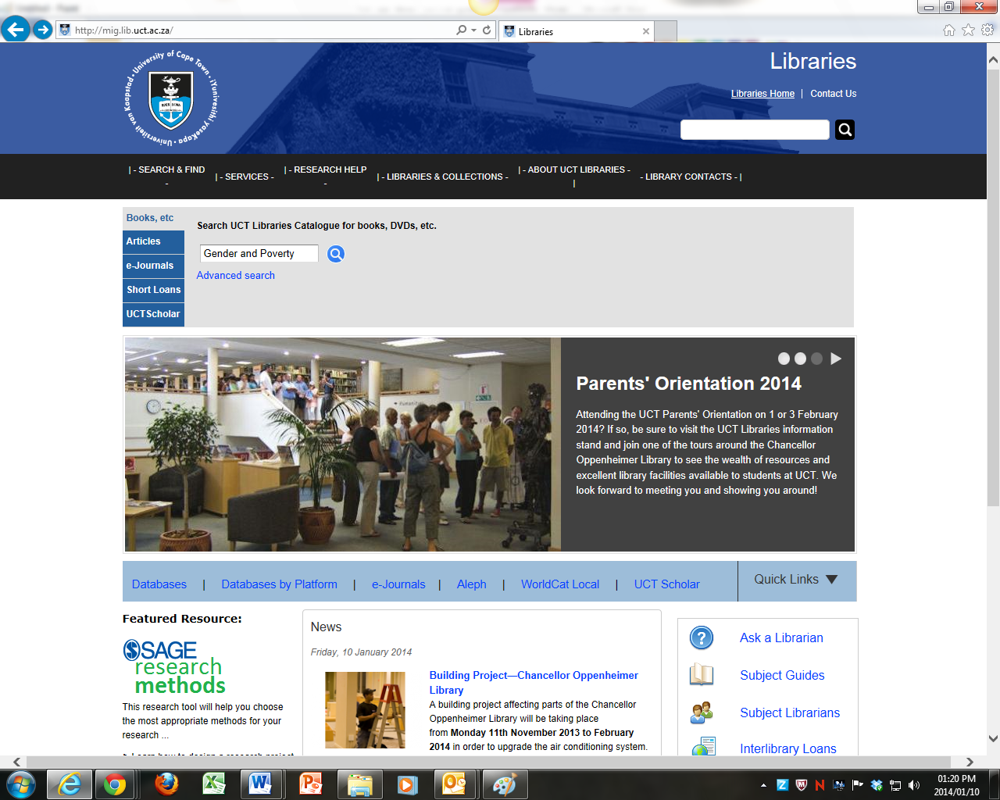 http://mig.lib.uct.ac.za/
Libraries
University of Cape Town · iYunivesithi yaseKapa · Universiteit van Kaapstad
Libraries
Libraries Home | Contact Us
| - SEARCH & FIND -
| - SERVICES -
| - RESEARCH HELP -
| - LIBRARIES & COLLECTIONS -
| - ABOUT UCT LIBRARIES - |
- LIBRARY CONTACTS - |
Books, etc
Articles
e-Journals
Short Loans
UCTScholar
Search UCT Libraries Catalogue for books, DVDs, etc.
Gender and Poverty
Advanced search
Parents' Orientation 2014
Attending the UCT Parents' Orientation on 1 or 3 February
2014? If so, be sure to visit the UCT Libraries information
stand and join one of the tours around the Chancellor
Oppenheimer Library to see the wealth of resources and
excellent library facilities available to students at UCT. We
look forward to meeting you and showing you around!
Databases | Databases by Platform | e-Journals | Aleph | WorldCat Local | UCT Scholar
Quick Links
Featured Resource:
SAGE
research
methods
This research tool will help you choose
the most appropriate methods for your
research ...
Learn how to design a research project
News
Friday, 10 January 2014
Building Project—Chancellor Oppenheimer
Library
A building project affecting parts of the Chancellor
Oppenheimer Library will be taking place
from Monday 11th November 2013 to February
2014 in order to upgrade the air conditioning system.
Ask a Librarian
Subject Guides
Subject Librarians
Interlibrary Loans
01:20 PM
2014/01/10